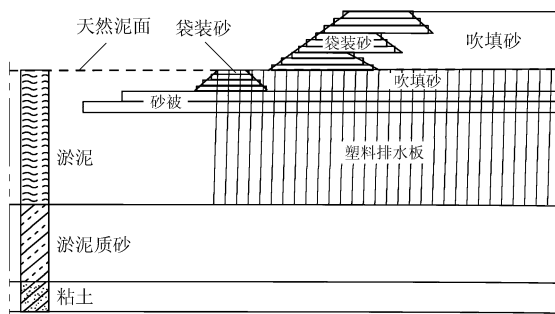 天然泥面
袋装砂
袋装砂
吹填砂
吹填砂
砂被
塑料排水板
淤泥
淤泥质砂
粘土